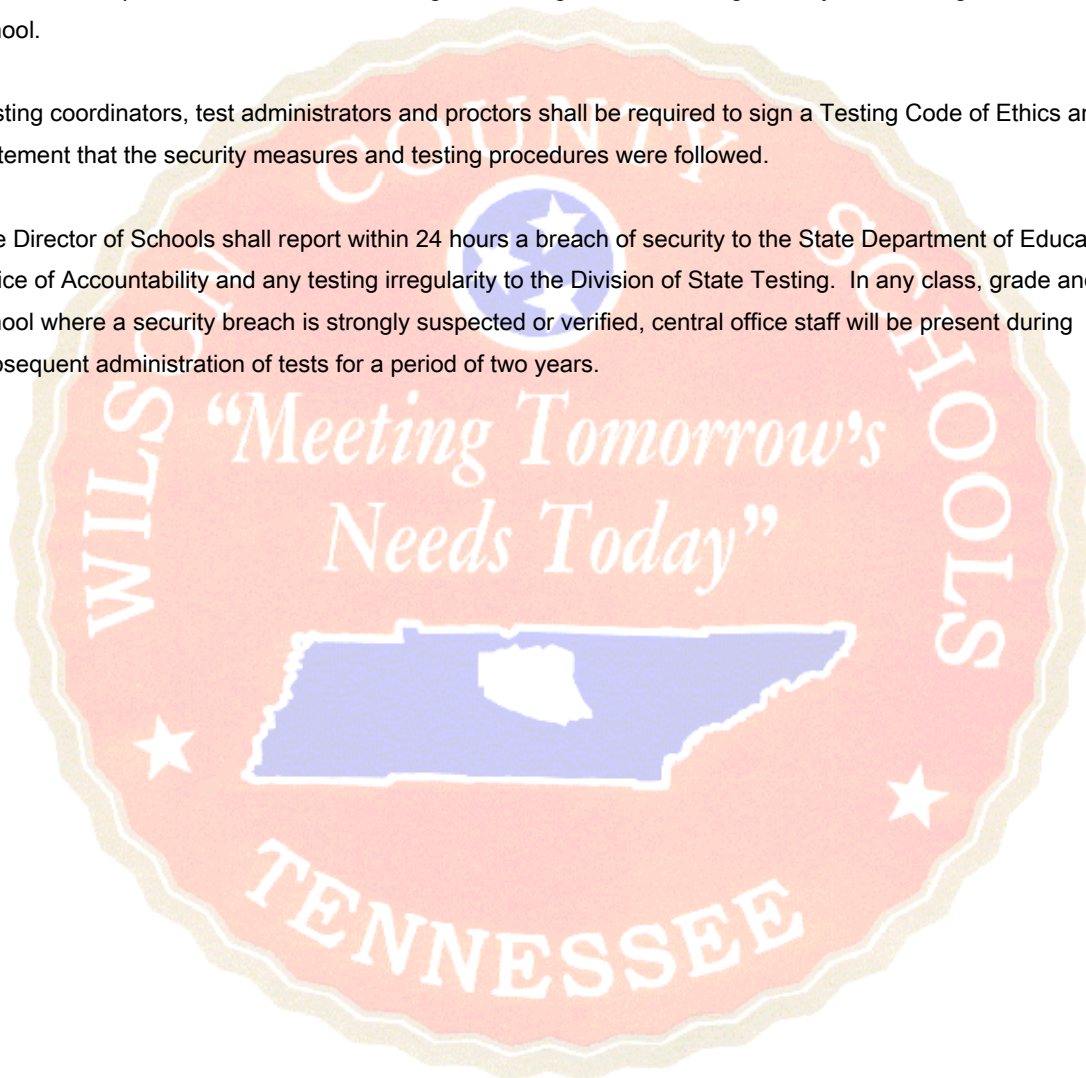 hool.
sting coordinators, test administrators and proctors shall be required to sign a Testing Code of Ethics an
tement that the security measures and testing procedures were followed.
e Director of Schools shall report within 24 hours a breach of security to the State Department of Educa
ice of Accountability and any testing irregularity to the Division of State Testing.  In any class, grade and
hool where a security breach is strongly suspected or verified, central office staff will be present during
bsequent administration of tests for a period of two years.
WILSON COUNTY SCHOOLS
“Meeting Tomorrow’s
Needs Today”
TENNESSEE